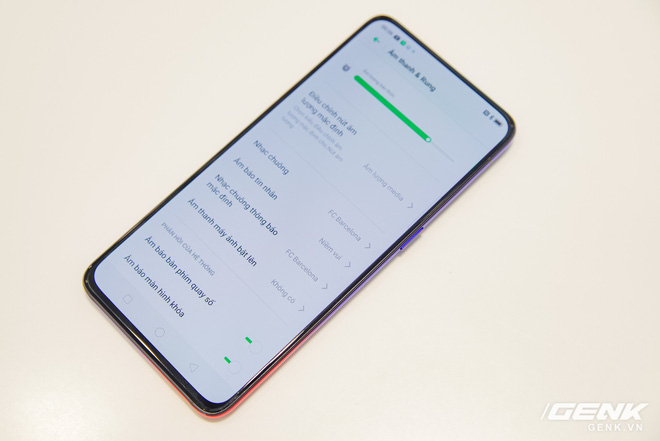 Âm thanh & Rung
Điều chỉnh nút âm
lượng mặc định
Âm lượng media
Nhạc chuông
FC Barcelona
Âm báo tin nhắn
Niềm vui
Nhạc chuông thông báo
mặc định
FC Barcelona
Âm thanh máy ảnh bật lên
Không có
PHẢN HỒI CỦA HỆ THỐNG
Âm báo bàn phím quay số
Âm báo màn hình khóa
GENK
GENK.VN